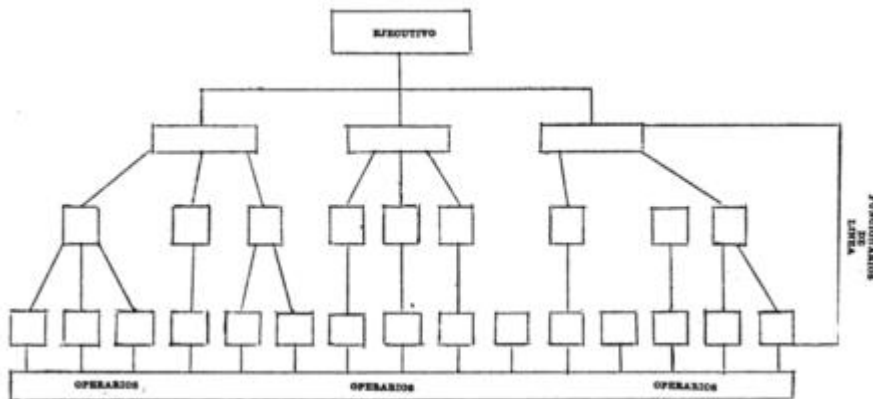 EJECUTIVO
FUNCIONARIOS
DE
LINEA
OPERARIOS OPERARIOS OPERARIOS